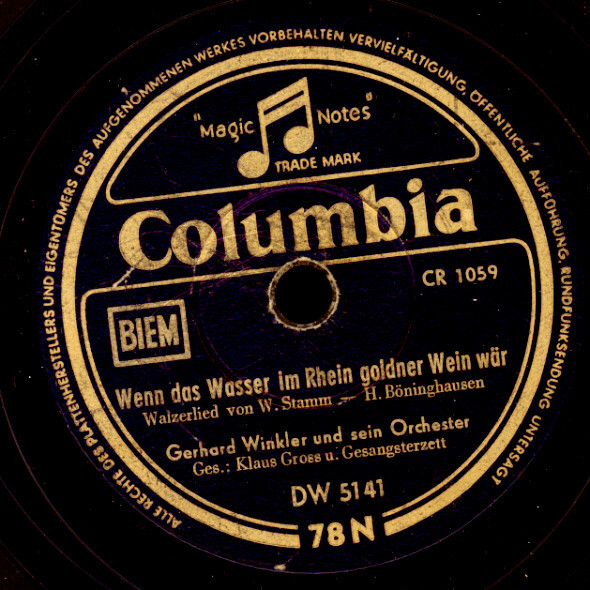 ALLE RECHTE DES PLATTENHERSTELLERS UND EIGENTÜMERS DES AUFGENOMMENEN WERKES VORBEHALTEN. VERVIELFÄLTIGUNG, ÖFFENTLICHE AUFFÜHRUNG, RUNDFUNKSENDUNG UNTERSAGT
"Magic Notes"
TRADE MARK
Columbia
CR 1059
BIEM
Wenn das Wasser im Rhein goldner Wein wär
Walzerlied von W. Stamm — H. Böninghausen
Gerhard Winkler und sein Orchester
Ges.: Klaus Gross u. Gesangsterzett
DW 5141
78 N